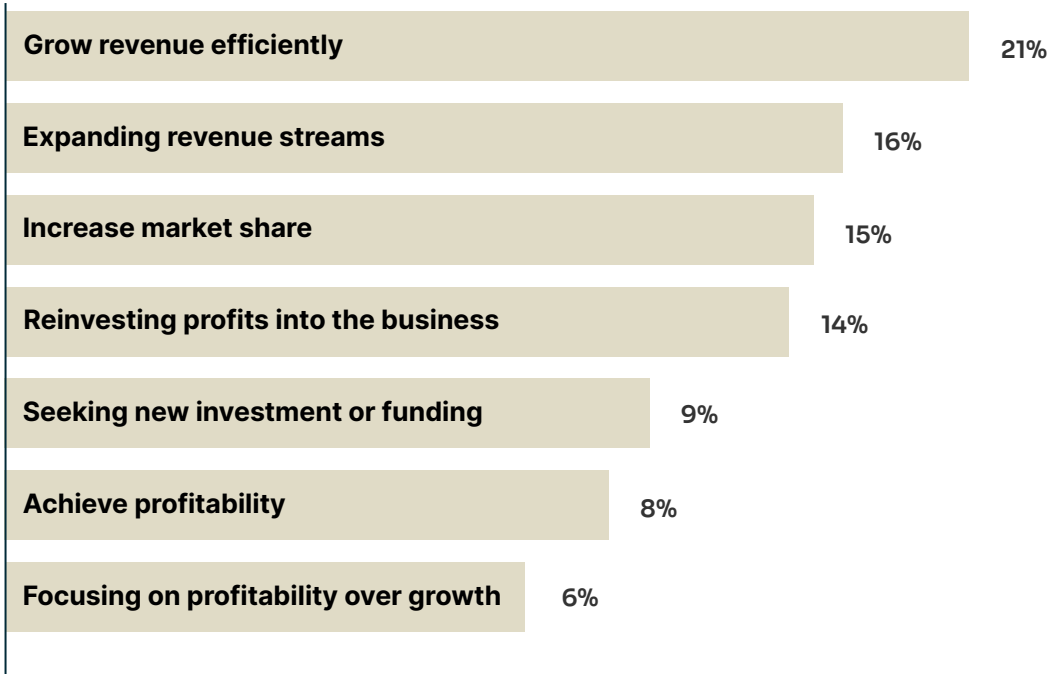 Grow revenue efficiently 21%
Expanding revenue streams 16%
Increase market share 15%
Reinvesting profits into the business 14%
Seeking new investment or funding 9%
Achieve profitability 8%
Focusing on profitability over growth 6%